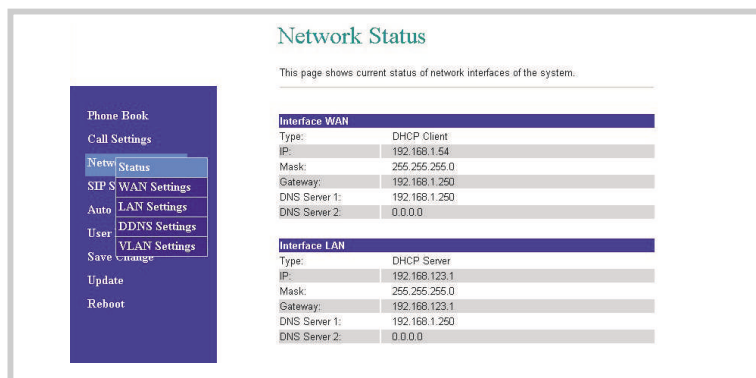 Network Status
This page shows current status of network interfaces of the system.
Phone Book
Call Settings
Status
SIP S WAN Settings
Auto LAN Settings
User DDNS Settings
VLAN Settings
Save Change
Update
Reboot
Interface WAN
Type: DHCP Client
IP: 192.168.1.54
Mask: 255.255.255.0
Gateway: 192.168.1.250
DNS Server 1: 192.168.1.250
DNS Server 2: 0.0.0.0
Interface LAN
Type: DHCP Server
IP: 192.168.123.1
Mask: 255.255.255.0
Gateway: 192.168.123.1
DNS Server 1: 192.168.1.250
DNS Server 2: 0.0.0.0